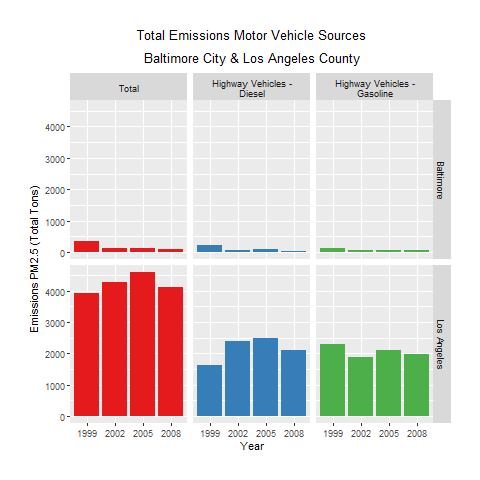 Total Emissions Motor Vehicle Sources
Baltimore City & Los Angeles County
Total
Highway Vehicles -
Diesel
Highway Vehicles -
Gasoline
Emissions PM2.5 (Total Tons)
4000
3000
2000
1000
0
Baltimore
4000
3000
2000
1000
0
Los Angeles
1999 2002 2005 2008
1999 2002 2005 2008
1999 2002 2005 2008
Year